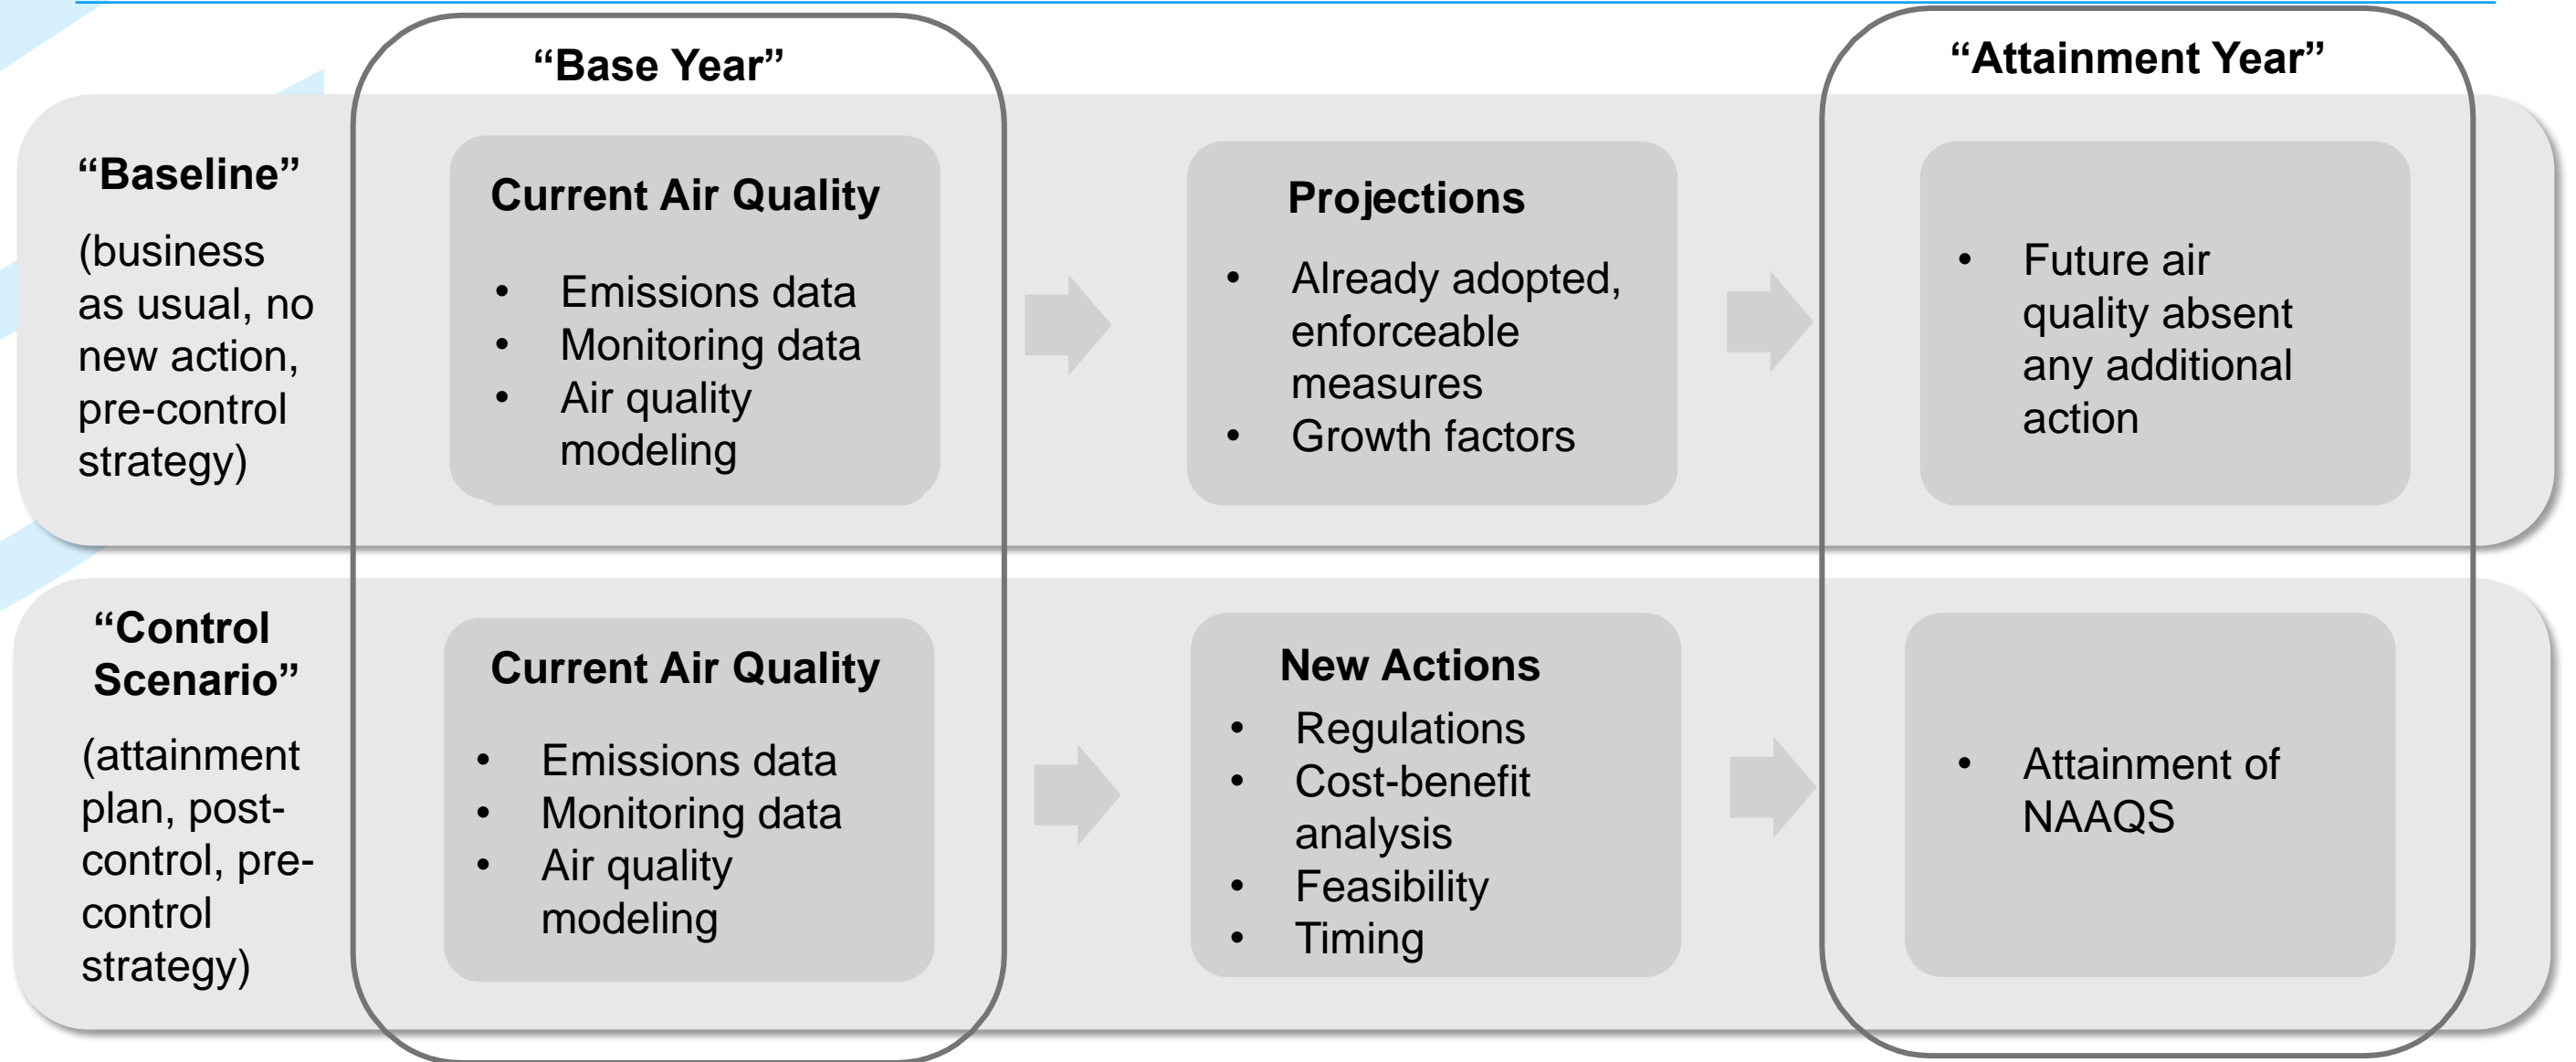 “Base Year”
“Attainment Year”
“Baseline”
(business
as usual, no
new action,
pre-control
strategy)
Current Air Quality
• Emissions data
• Monitoring data
• Air quality
modeling
Projections
• Already adopted,
enforceable
measures
• Growth factors
• Future air
quality absent
any additional
action
“Control
Scenario”
(attainment
plan, post-
control, pre-
control
strategy)
Current Air Quality
• Emissions data
• Monitoring data
• Air quality
modeling
New Actions
• Regulations
• Cost-benefit
analysis
• Feasibility
• Timing
• Attainment of
NAAQS